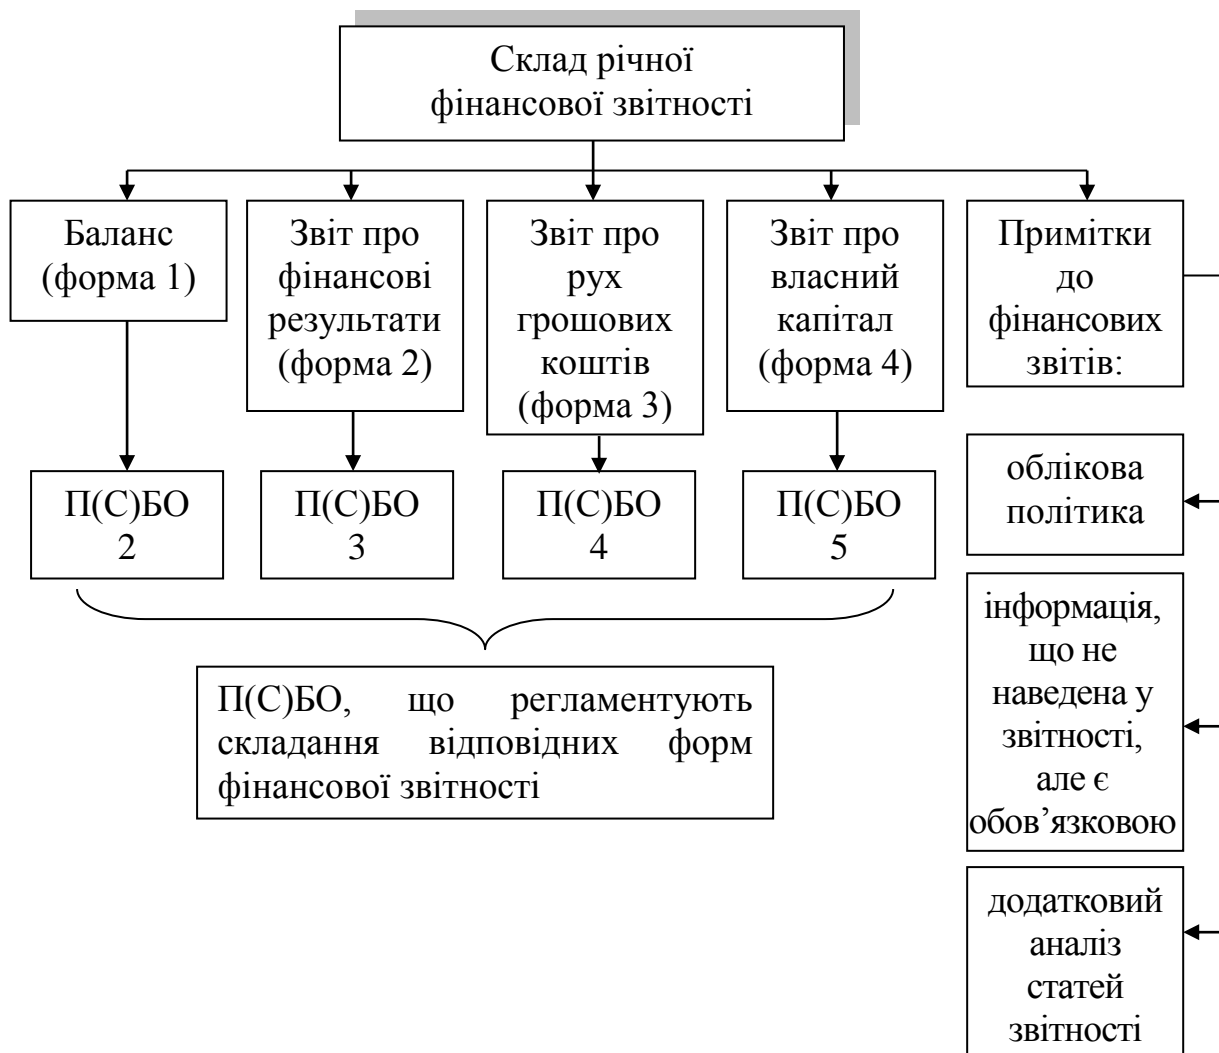 Склад річної
фінансової звітності
Баланс
(форма 1)
Звіт про
фінансові
результати
(форма 2)
Звіт про
рух
грошових
коштів
(форма 3)
Звіт про
власний
капітал
(форма 4)
Примітки
до
фінансових
звітів:
П(С)БО
2
П(С)БО
3
П(С)БО
4
П(С)БО
5
облікова
політика
інформація,
що не
наведена у
звітності,
але є
обов’язковою
додатковий
аналіз
статей
звітності
П(С)БО, що регламентують
складання відповідних форм
фінансової звітності